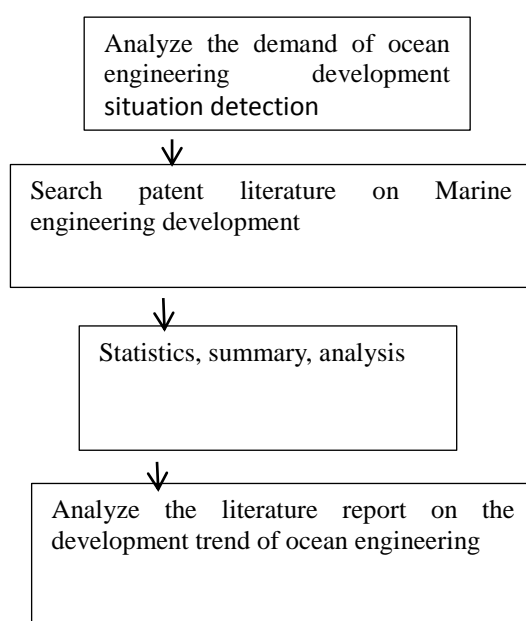 Analyze the demand of ocean
engineering development
situation detection
Search patent literature on Marine
engineering development
Statistics, summary, analysis
Analyze the literature report on the
development trend of ocean engineering